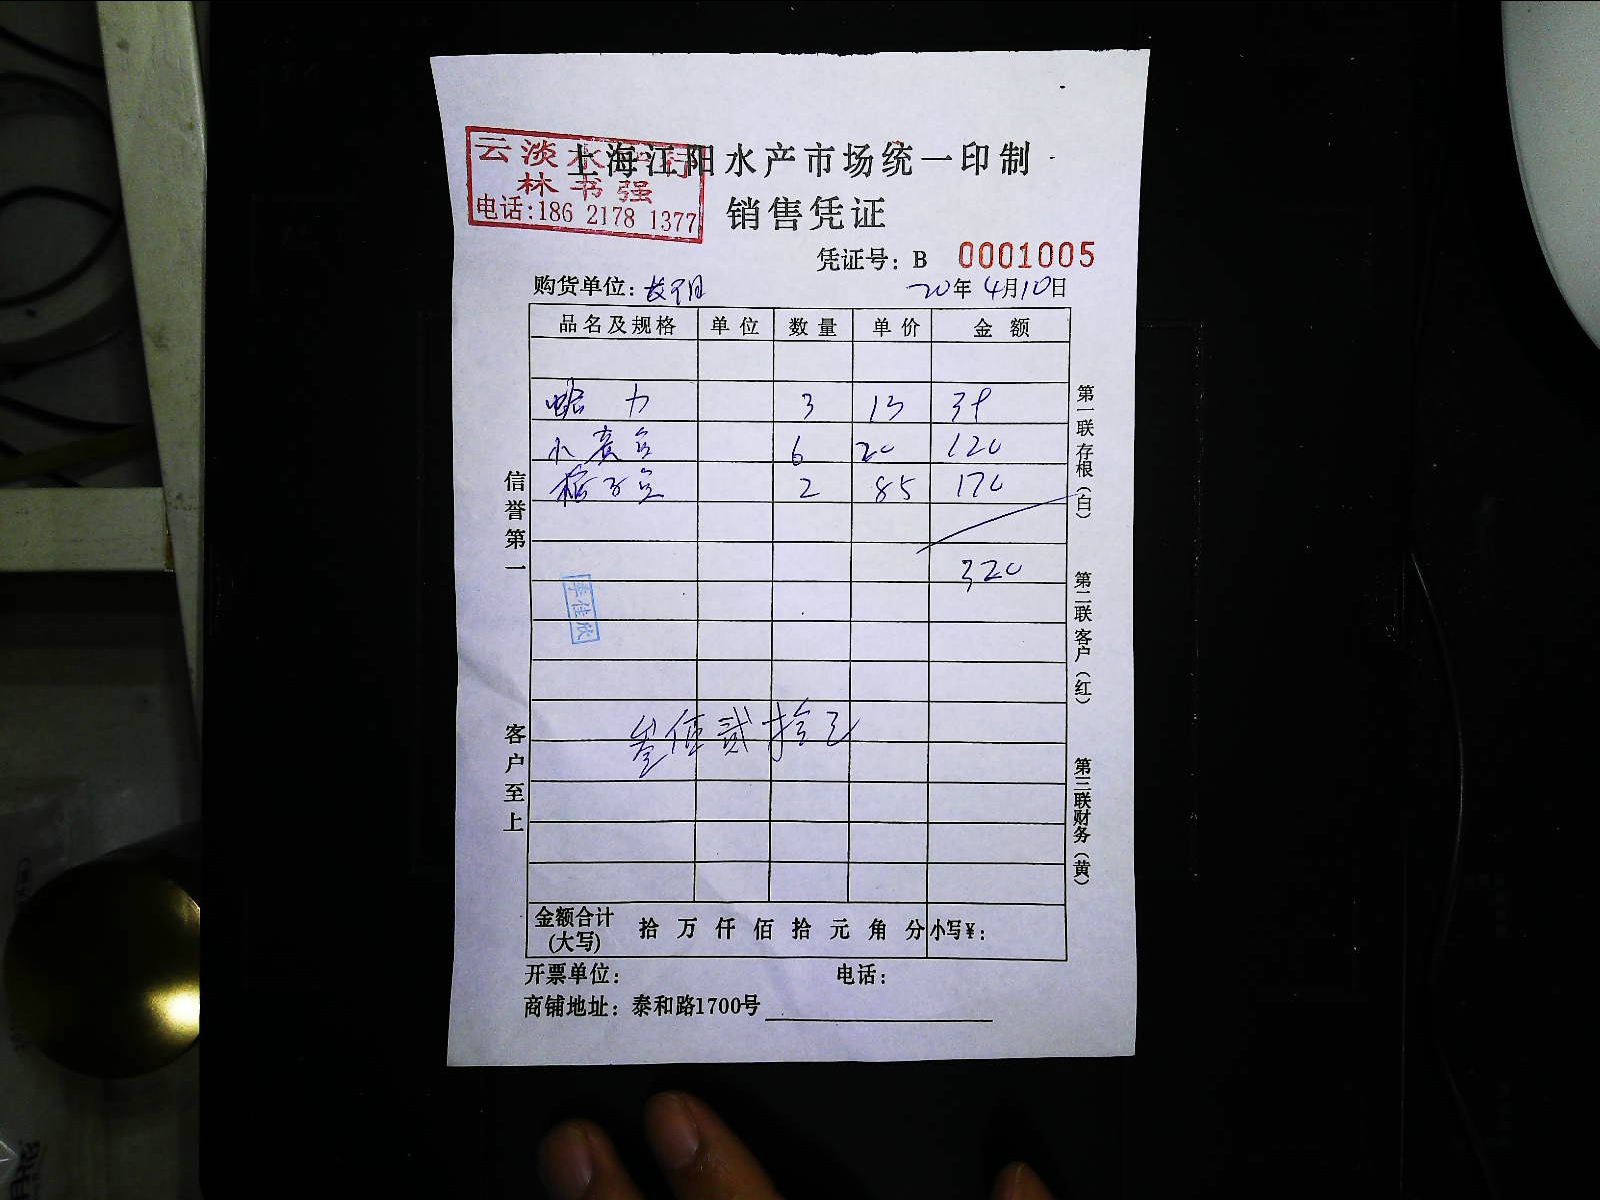 上海江阳水产市场统一印制
云淡水产行
林书强
电话:186 2178 1377
销售凭证
凭证号: B 0001005
购货单位:
20年4月10日
品名及规格 单位 数量 单价 金额
蛤力 3 13 39
小黄鱼 6 20 120
2 85 170
320
李佳欣
叁佰贰拾元
金额合计(大写) 拾 万 仟 佰 拾 元 角 分 小写¥:
开票单位: 电话:
商铺地址: 泰和路1700号
信誉第一
客户至上
第一联存根(白)
第二联客户(红)
第三联财务(黄)